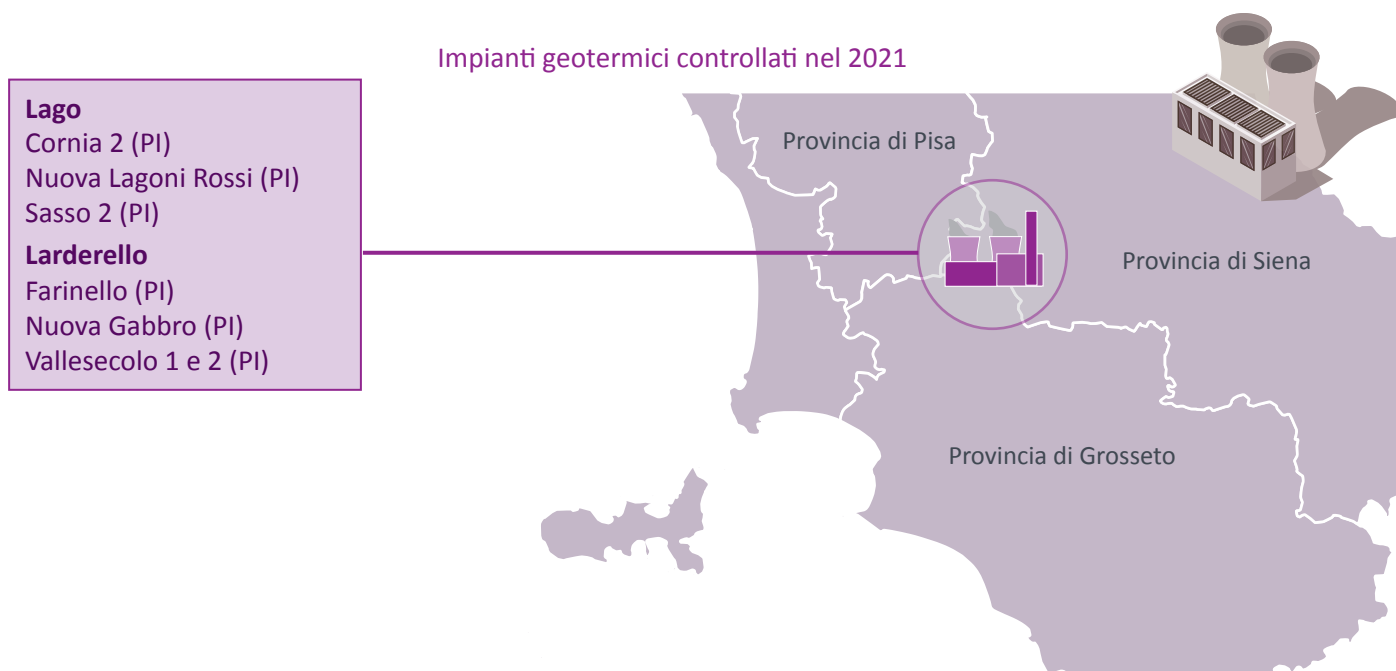 Impianti geotermici controllati nel 2021
Lago
Cornia 2 (PI)
Nuova Lagoni Rossi (PI)
Sasso 2 (PI)
Larderello
Farinello (PI)
Nuova Gabbro (PI)
Vallesecolo 1 e 2 (PI)
Provincia di Pisa
Provincia di Siena
Provincia di Grosseto